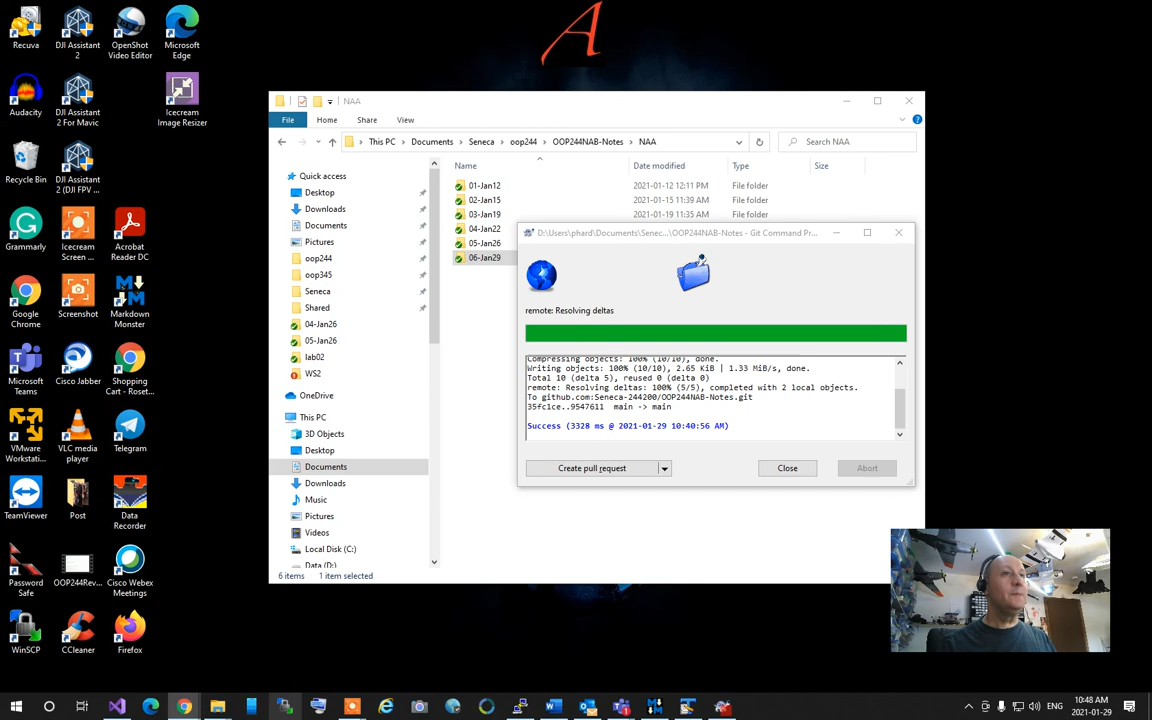 A
Recuva
DJI Assistant 2
OpenShot Video Editor
Microsoft Edge
Audacity
DJI Assistant 2 For Mavic
Icecream Image Resizer
Recycle Bin
DJI Assistant 2 (DJI FPV ...
Grammarly
Icecream Screen ...
Acrobat Reader DC
Google Chrome
Screenshot
Markdown Monster
Microsoft Teams
Cisco Jabber
Shopping Cart - Roset...
VMware Workstati...
VLC media player
Telegram
TeamViewer
Post
Data Recorder
Password Safe
OOP244Rev...
Cisco Webex Meetings
WinSCP
CCleaner
Firefox
NAA
File
Home
Share
View
This PC
Documents
Seneca
oop244
OOP244NAB-Notes
NAA
Search NAA
Name
Date modified
Type
Size
Quick access
Desktop
Downloads
Documents
Pictures
oop244
oop345
Seneca
Shared
04-Jan26
05-Jan26
lab02
WS2
OneDrive
This PC
3D Objects
Desktop
Documents
Downloads
Music
Pictures
Videos
Local Disk (C:)
Data (D:)
01-Jan12 2021-01-12 12:11 PM File folder
02-Jan15 2021-01-15 11:39 AM File folder
03-Jan19 2021-01-19 11:35 AM File folder
04-Jan22
05-Jan26
06-Jan29
6 items 1 item selected
D:\Users\phard\Documents\Senec...\OOP244NAB-Notes - Git Command Pr...
remote: Resolving deltas
Compressing objects: 100% (10/10), done.
Writing objects: 100% (10/10), 2.65 KiB | 1.33 MiB/s, done.
Total 10 (delta 5), reused 0 (delta 0)
remote: Resolving deltas: 100% (5/5), completed with 2 local objects.
To github.com:Seneca-244200/OOP244NAB-Notes.git
35fc1ce..9547611 main -> main
Success (3328 ms @ 2021-01-29 10:40:56 AM)
Create pull request
Close
Abort
ENG
10:48 AM
2021-01-29